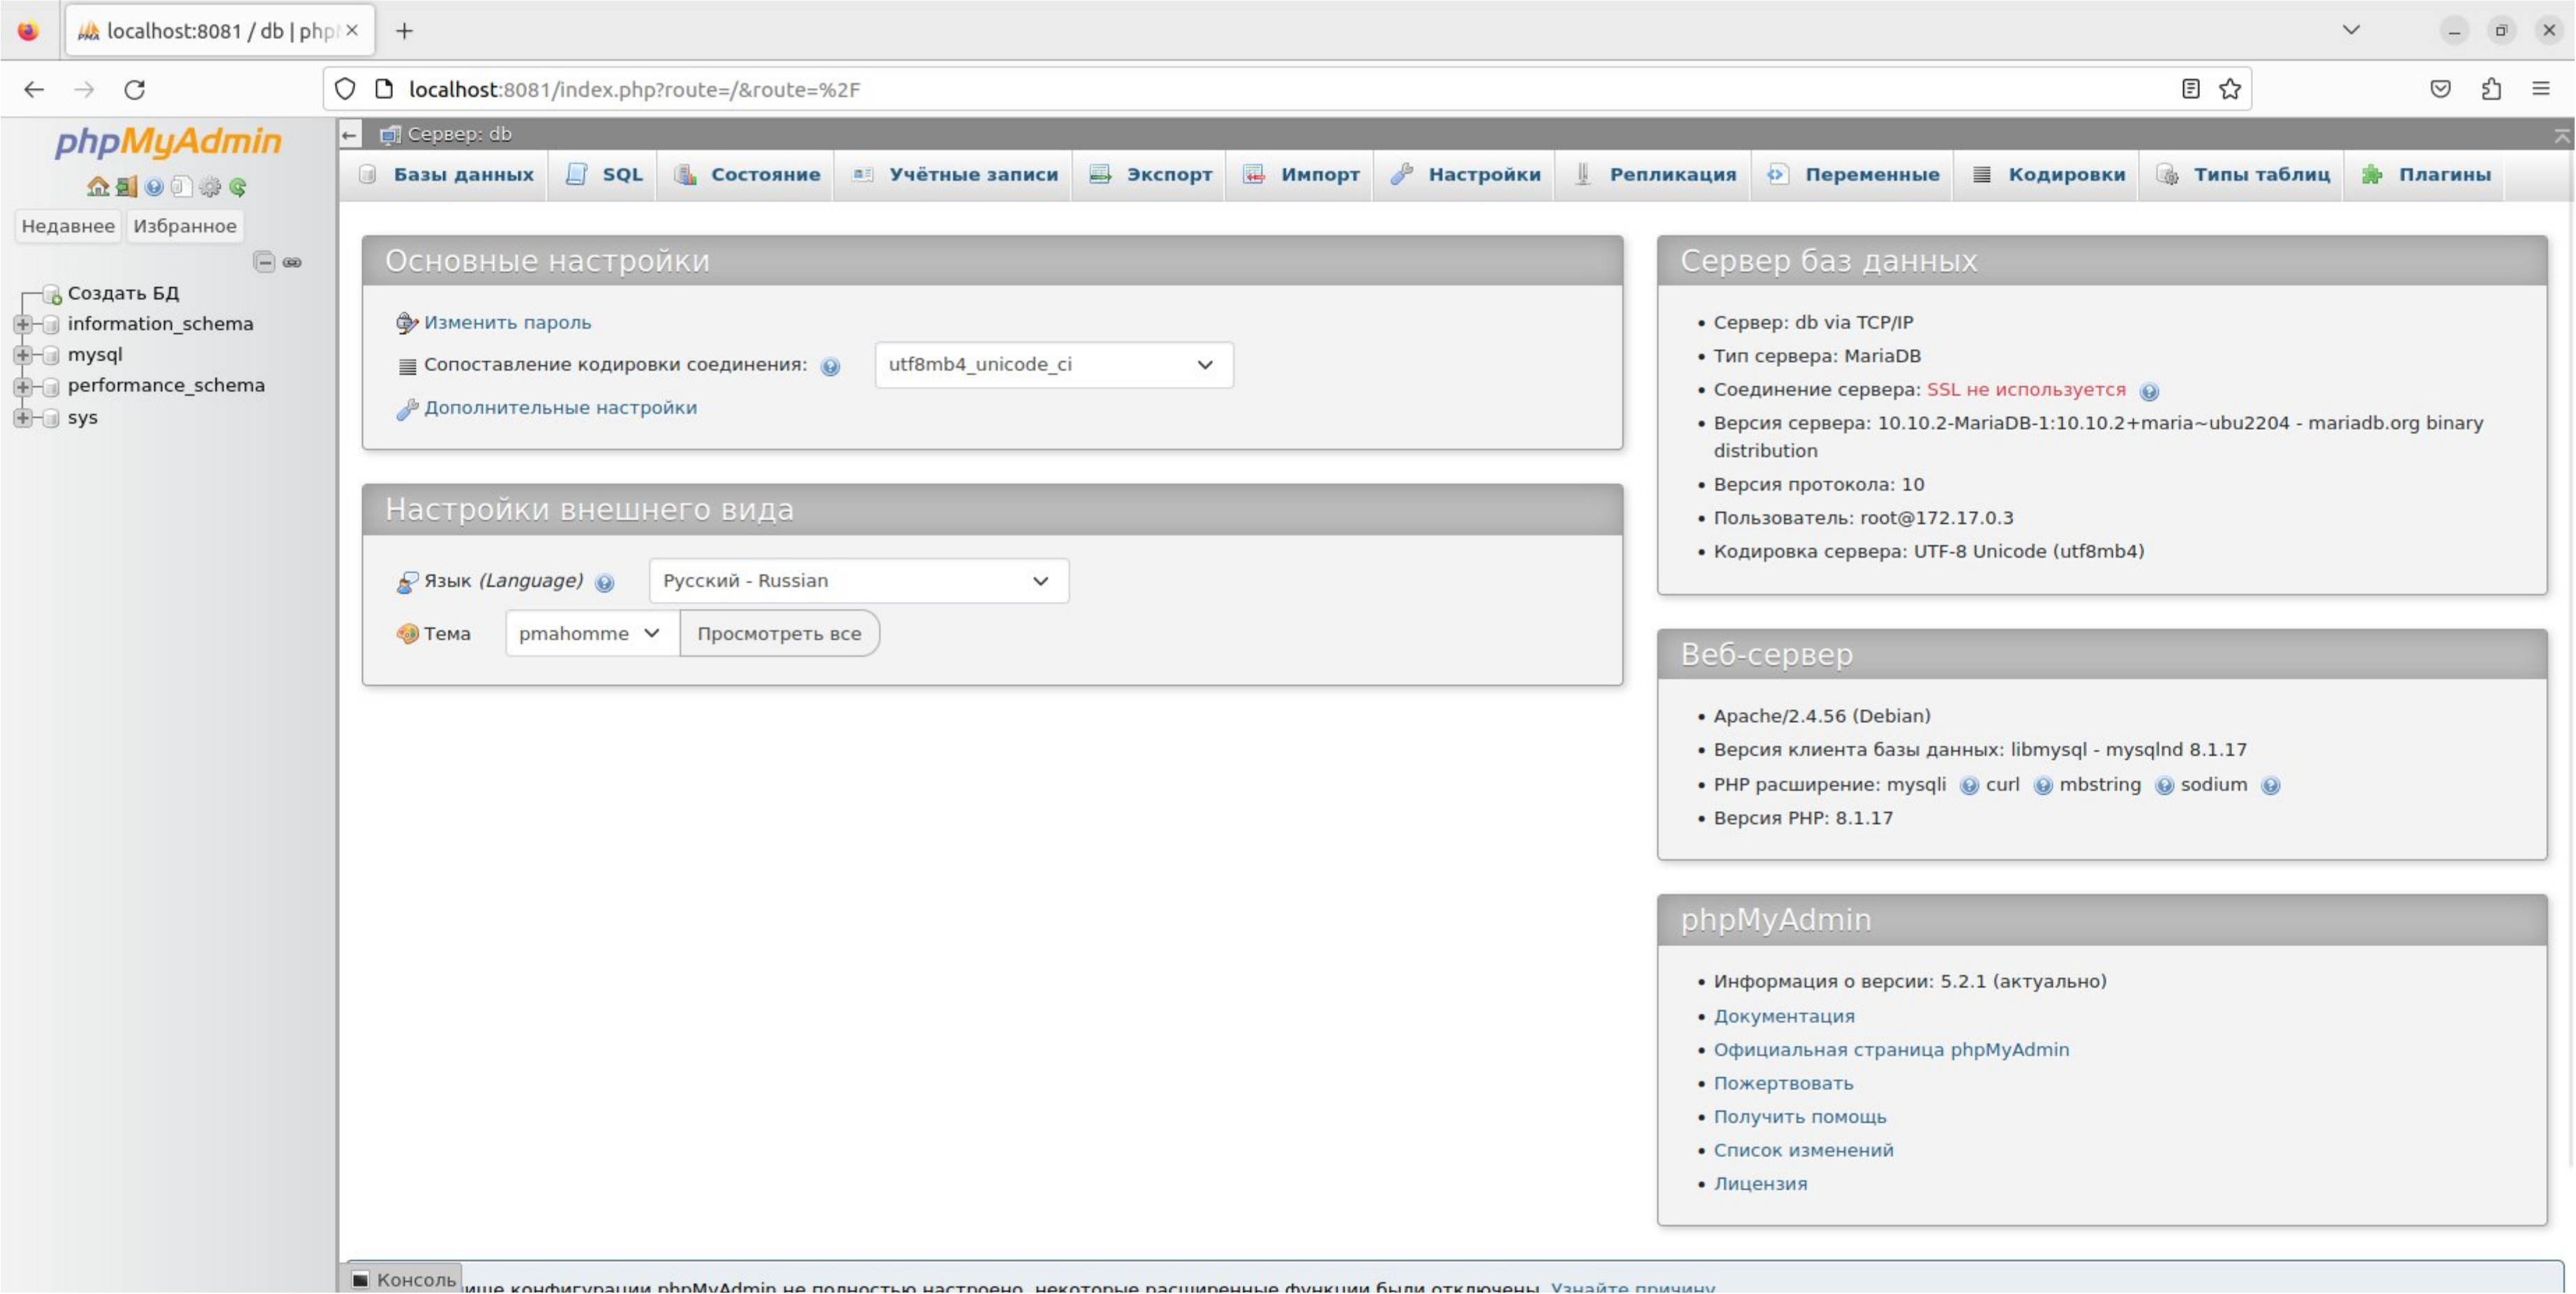 localhost:8081 / db | php
localhost:8081/index.php?route=/&route=%2F
phpMyAdmin
Недавнее Избранное
Создать БД
information_schema
mysql
performance_schema
sys
Сервер: db
Базы данных SQL Состояние Учётные записи Экспорт Импорт Настройки Репликация Переменные Кодировки Типы таблиц Плагины
Основные настройки
Изменить пароль
Сопоставление кодировки соединения: utf8mb4_unicode_ci
Дополнительные настройки
Настройки внешнего вида
Язык (Language) Русский - Russian
Тема pmahomme Просмотреть все
Сервер баз данных
• Сервер: db via TCP/IP
• Тип сервера: MariaDB
• Соединение сервера: SSL не используется
• Версия сервера: 10.10.2-MariaDB-1:10.10.2+maria~ubu2204 - mariadb.org binary
distribution
• Версия протокола: 10
• Пользователь: root@172.17.0.3
• Кодировка сервера: UTF-8 Unicode (utf8mb4)
Веб-сервер
• Apache/2.4.56 (Debian)
• Версия клиента базы данных: libmysql - mysqlnd 8.1.17
• PHP расширение: mysqli curl mbstring sodium
• Версия PHP: 8.1.17
phpMyAdmin
• Информация о версии: 5.2.1 (актуально)
• Документация
• Официальная страница phpMyAdmin
• Пожертвовать
• Получить помощь
• Список изменений
• Лицензия
Консоль
конфигурации phpMyAdmin не полностью настроено, некоторые расширенные функции были отключены. Узнайте причину